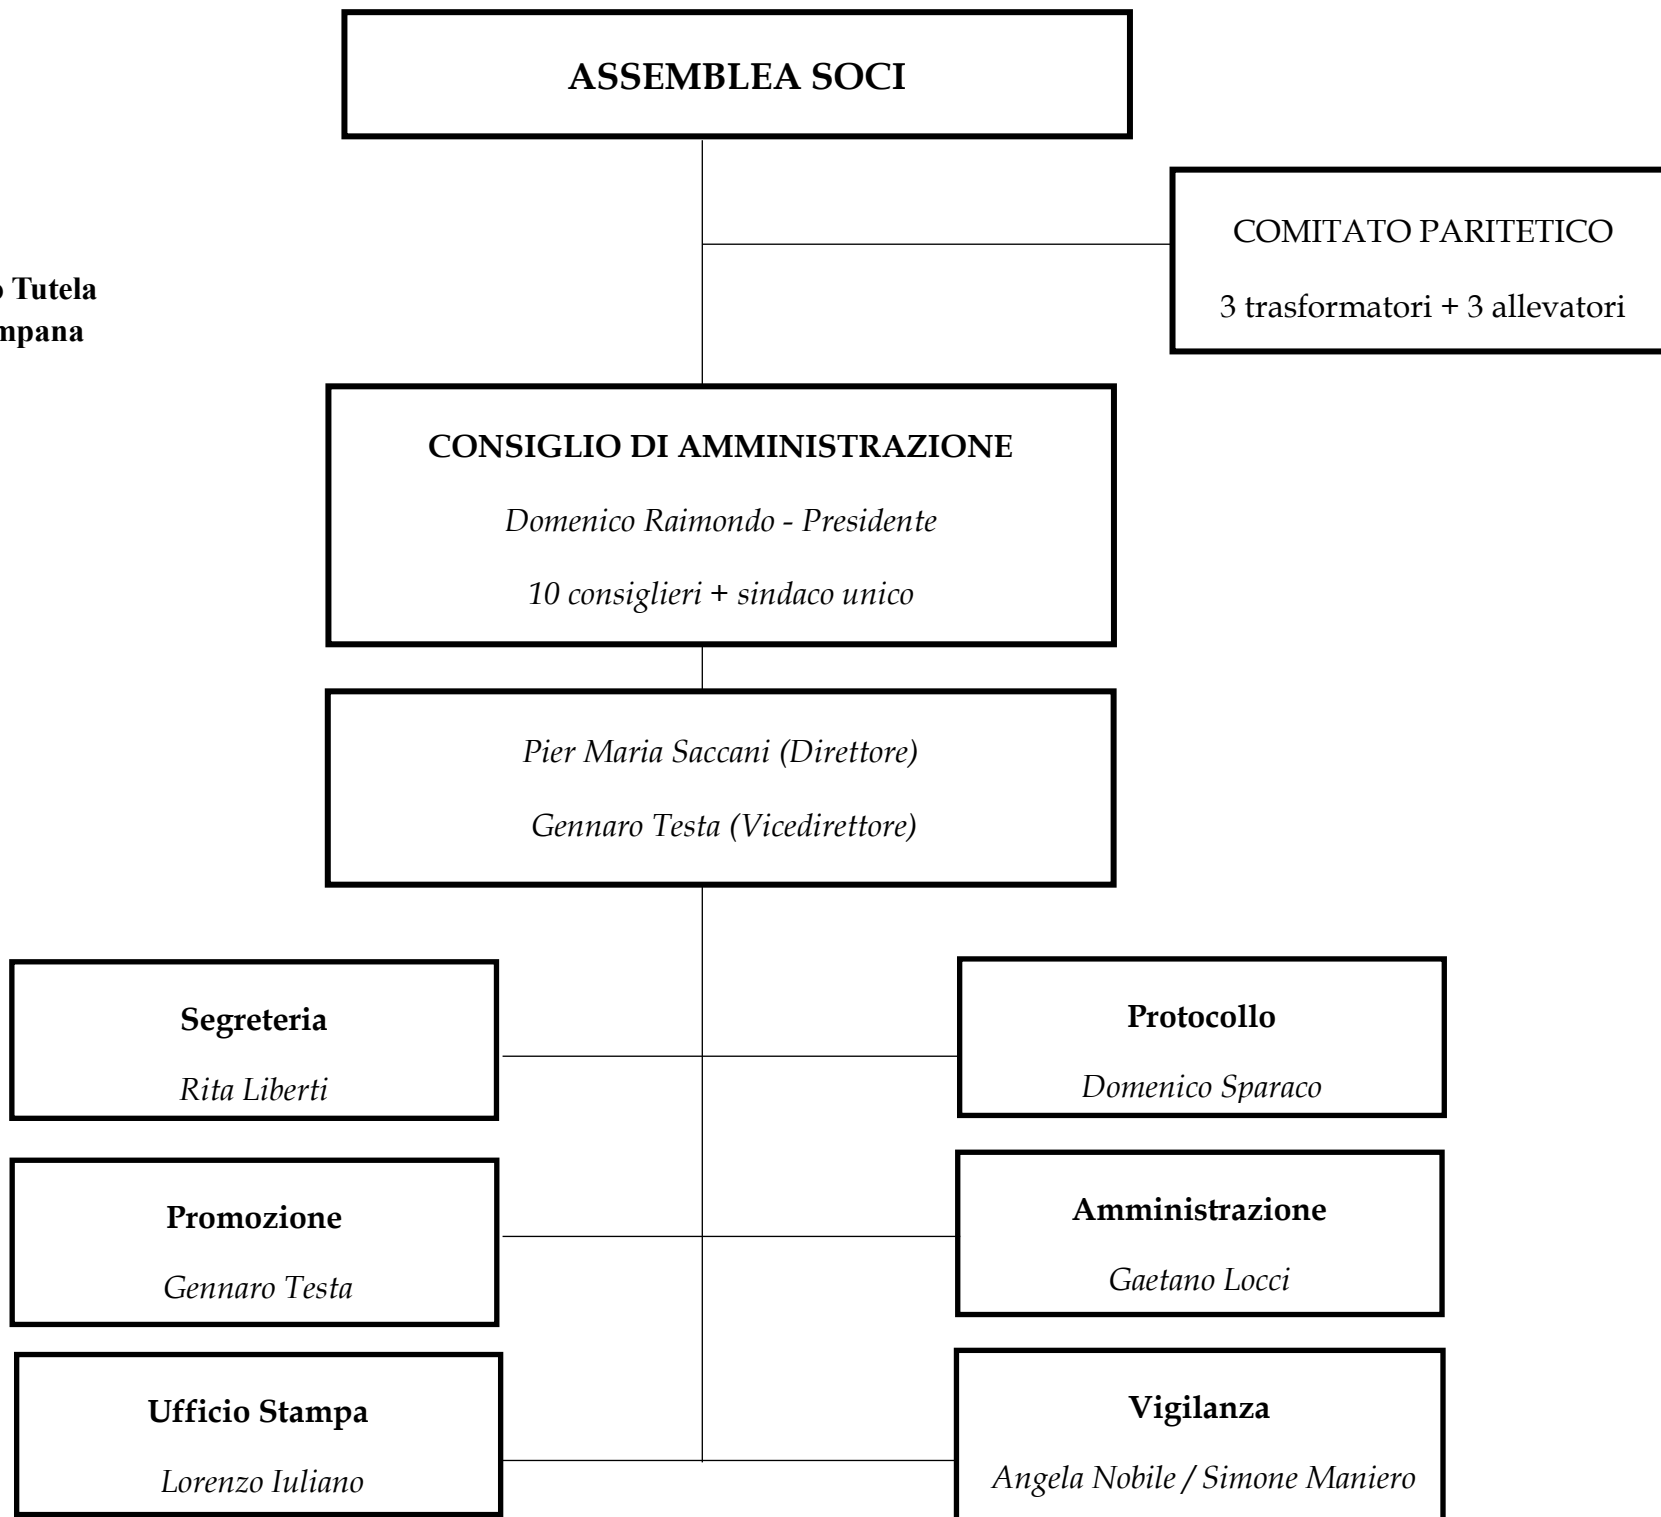 ASSEMBLEA SOCI
COMITATO PARITETICO
3 trasformatori + 3 allevatori
Tutela
CONSIGLIO DI AMMINISTRAZIONE
Domenico Raimondo - Presidente
10 consiglieri + sindaco unico
Pier Maria Saccani (Direttore)
Gennaro Testa (Vicedirettore)
Segreteria
Rita Liberti
Protocollo
Domenico Sparaco
Promozione
Gennaro Testa
Amministrazione
Gaetano Locci
Ufficio Stampa
Lorenzo Iuliano
Vigilanza
Angela Nobile / Simone Maniero